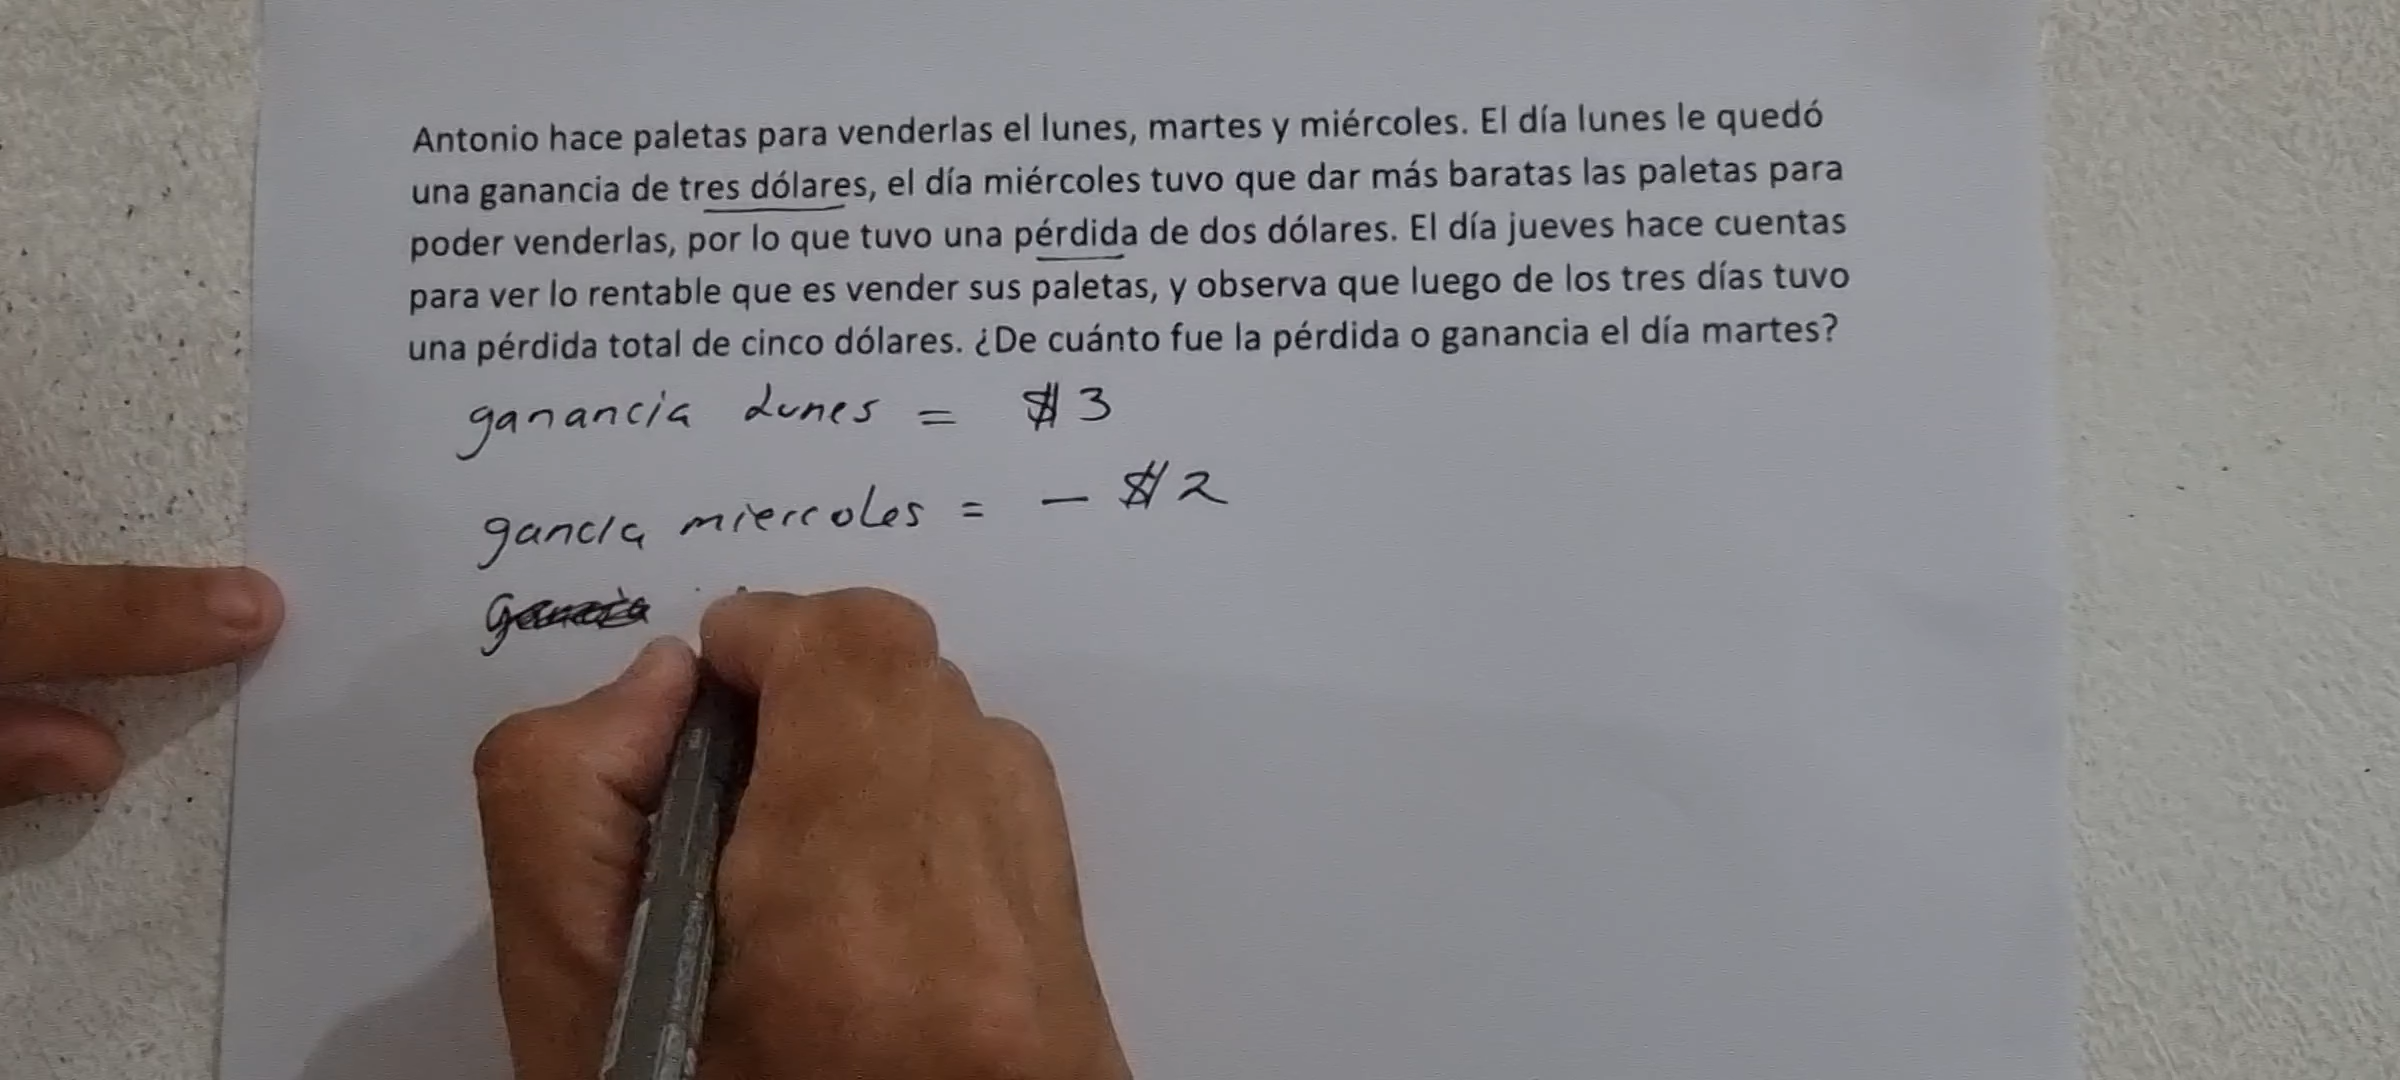 Antonio hace paletas para venderlas el lunes, martes y miércoles. El día lunes le quedó
una ganancia de tres dólares, el día miércoles tuvo que dar más baratas las paletas para
poder venderlas, por lo que tuvo una pérdida de dos dólares. El día jueves hace cuentas
para ver lo rentable que es vender sus paletas, y observa que luego de los tres días tuvo
una pérdida total de cinco dólares. ¿De cuánto fue la pérdida o ganancia el día martes?
ganancia Lunes = $3
gancia miercoles = - $2